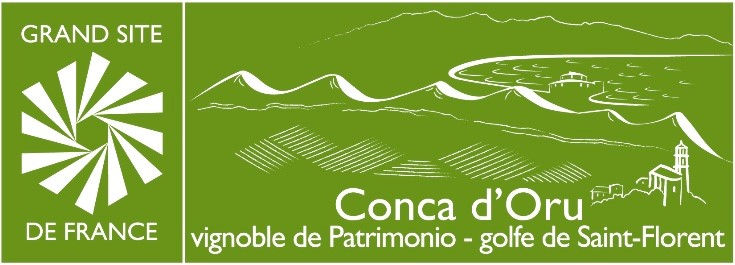 GRAND SITE
DE FRANCE
Conca d'Oru
vignoble de Patrimonio - golfe de Saint-Florent